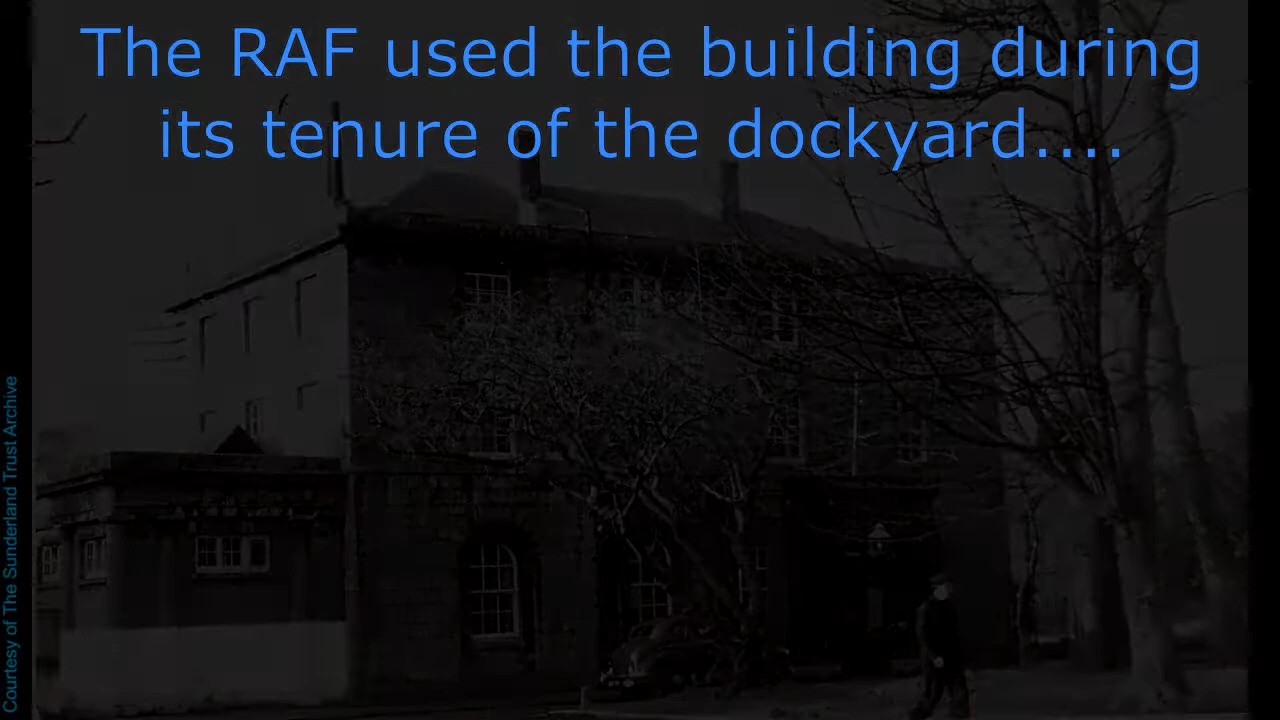 The RAF used the building during
its tenure of the dockyard....
Courtesy of The Sunderland Trust Archive